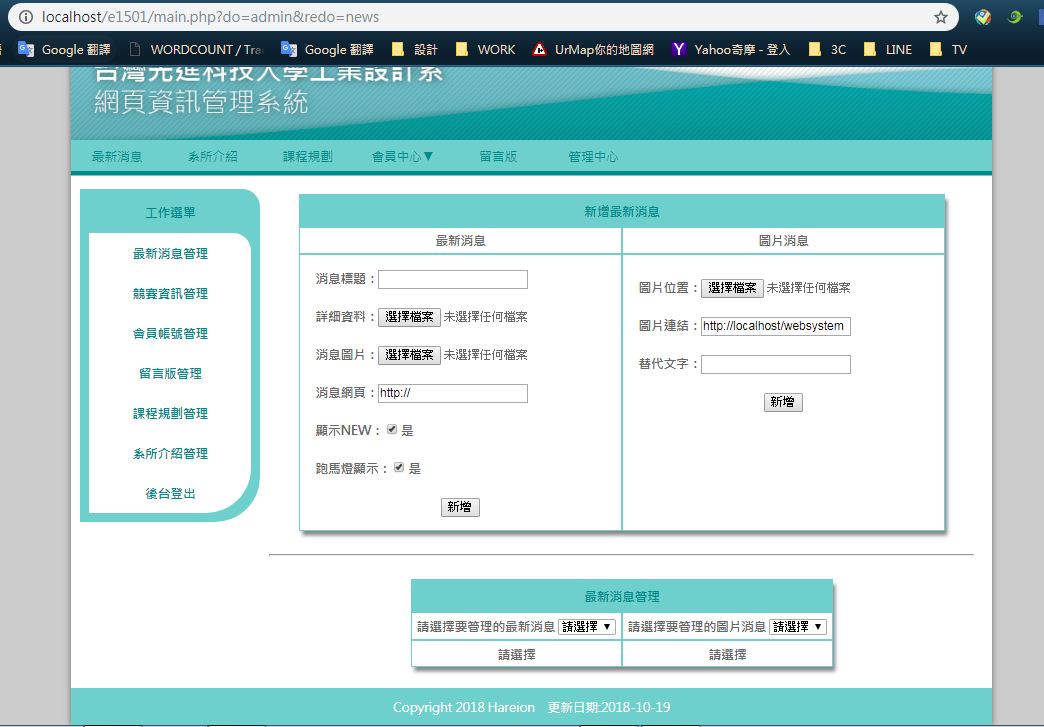 localhost/e1501/main.php?do=admin&redo=news
Google 翻譯 WORDCOUNT / Tra Google 翻譯 設計 WORK UrMap你的地圖網 Yahoo奇摩 - 登入 3C LINE TV
台灣先進科技大學工業設計系
網頁資訊管理系統
最新消息 系所介紹 課程規劃 會員中心▼ 留言版 管理中心
工作選單
最新消息管理
競賽資訊管理
會員帳號管理
留言版管理
課程規劃管理
系所介紹管理
後台登出
新增最新消息
最新消息 圖片消息
消息標題：
詳細資料： 選擇檔案 未選擇任何檔案
消息圖片： 選擇檔案 未選擇任何檔案
消息網頁： http://
顯示NEW： 是
跑馬燈顯示： 是
新增
圖片位置： 選擇檔案 未選擇任何檔案
圖片連結： http://localhost/websystem
替代文字：
新增
最新消息管理
請選擇要管理的最新消息 請選擇 ▼ 請選擇要管理的圖片消息 請選擇 ▼
請選擇 請選擇
Copyright 2018 Hareion 更新日期:2018-10-19